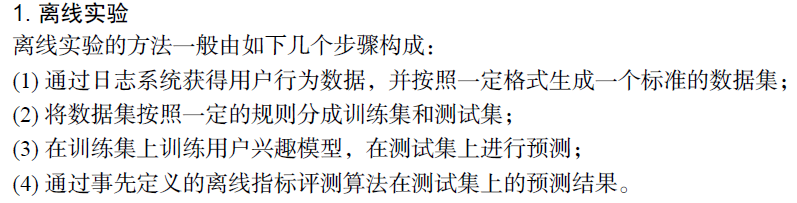 1. 离线实验
离线实验的方法一般由如下几个步骤构成：
(1) 通过日志系统获得用户行为数据，并按照一定格式生成一个标准的数据集；
(2) 将数据集按照一定的规则分成训练集和测试集；
(3) 在训练集上训练用户兴趣模型，在测试集上进行预测；
(4) 通过事先定义的离线指标评测算法在测试集上的预测结果。